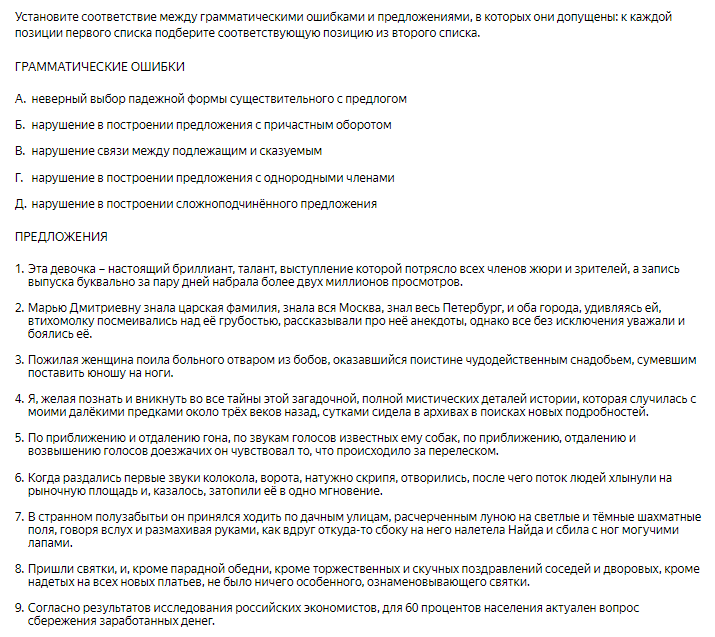 Установите соответствие между грамматическими ошибками и предложениями, в которых они допущены: к каждой
позиции первого списка подберите соответствующую позицию из второго списка.
ГРАММАТИЧЕСКИЕ ОШИБКИ
А. неверный выбор падежной формы существительного с предлогом
Б. нарушение в построении предложения с причастным оборотом
В. нарушение связи между подлежащим и сказуемым
Г. нарушение в построении предложения с однородными членами
Д. нарушение в построении сложноподчинённого предложения
ПРЕДЛОЖЕНИЯ
1. Эта девочка – настоящий бриллиант, талант, выступление которой потрясло всех членов жюри и зрителей, а запись
выпуска буквально за пару дней набрала более двух миллионов просмотров.
2. Марью Дмитриевну знала царская фамилия, знала вся Москва, знал весь Петербург, и оба города, удивляясь ей,
втихомолку посмеивались над её грубостью, рассказывали про неё анекдоты, однако все без исключения уважали и
боялись её.
3. Пожилая женщина поила больного отваром из бобов, оказавшийся поистине чудодейственным снадобьем, сумевшим
поставить юношу на ноги.
4. Я, желая познать и вникнуть во все тайны этой загадочной, полной мистических деталей истории, которая случилась с
моими далёкими предками около трёх веков назад, сутками сидела в архивах в поисках новых подробностей.
5. По приближению и отдалению гона, по звукам голосов известных ему собак, по приближению, отдалению и
возвышению голосов доезжачих он чувствовал то, что происходило за перелеском.
6. Когда раздались первые звуки колокола, ворота, натужно скрипя, отворились, после чего поток людей хлынули на
рыночную площадь и, казалось, затопили её в одно мгновение.
7. В странном полузабытьи он принялся ходить по дачным улицам, расчерченным луною на светлые и тёмные шахматные
поля, говоря вслух и размахивая руками, как вдруг откуда-то сбоку на него налетела Найда и сбила с ног могучими
лапами.
8. Пришли святки, и, кроме парадной обедни, кроме торжественных и скучных поздравлений соседей и дворовых, кроме
надетых на всех новых платьев, не было ничего особенного, ознаменовывающего святки.
9. Согласно результатов исследования российских экономистов, для 60 процентов населения актуален вопрос
сбережения заработанных денег.